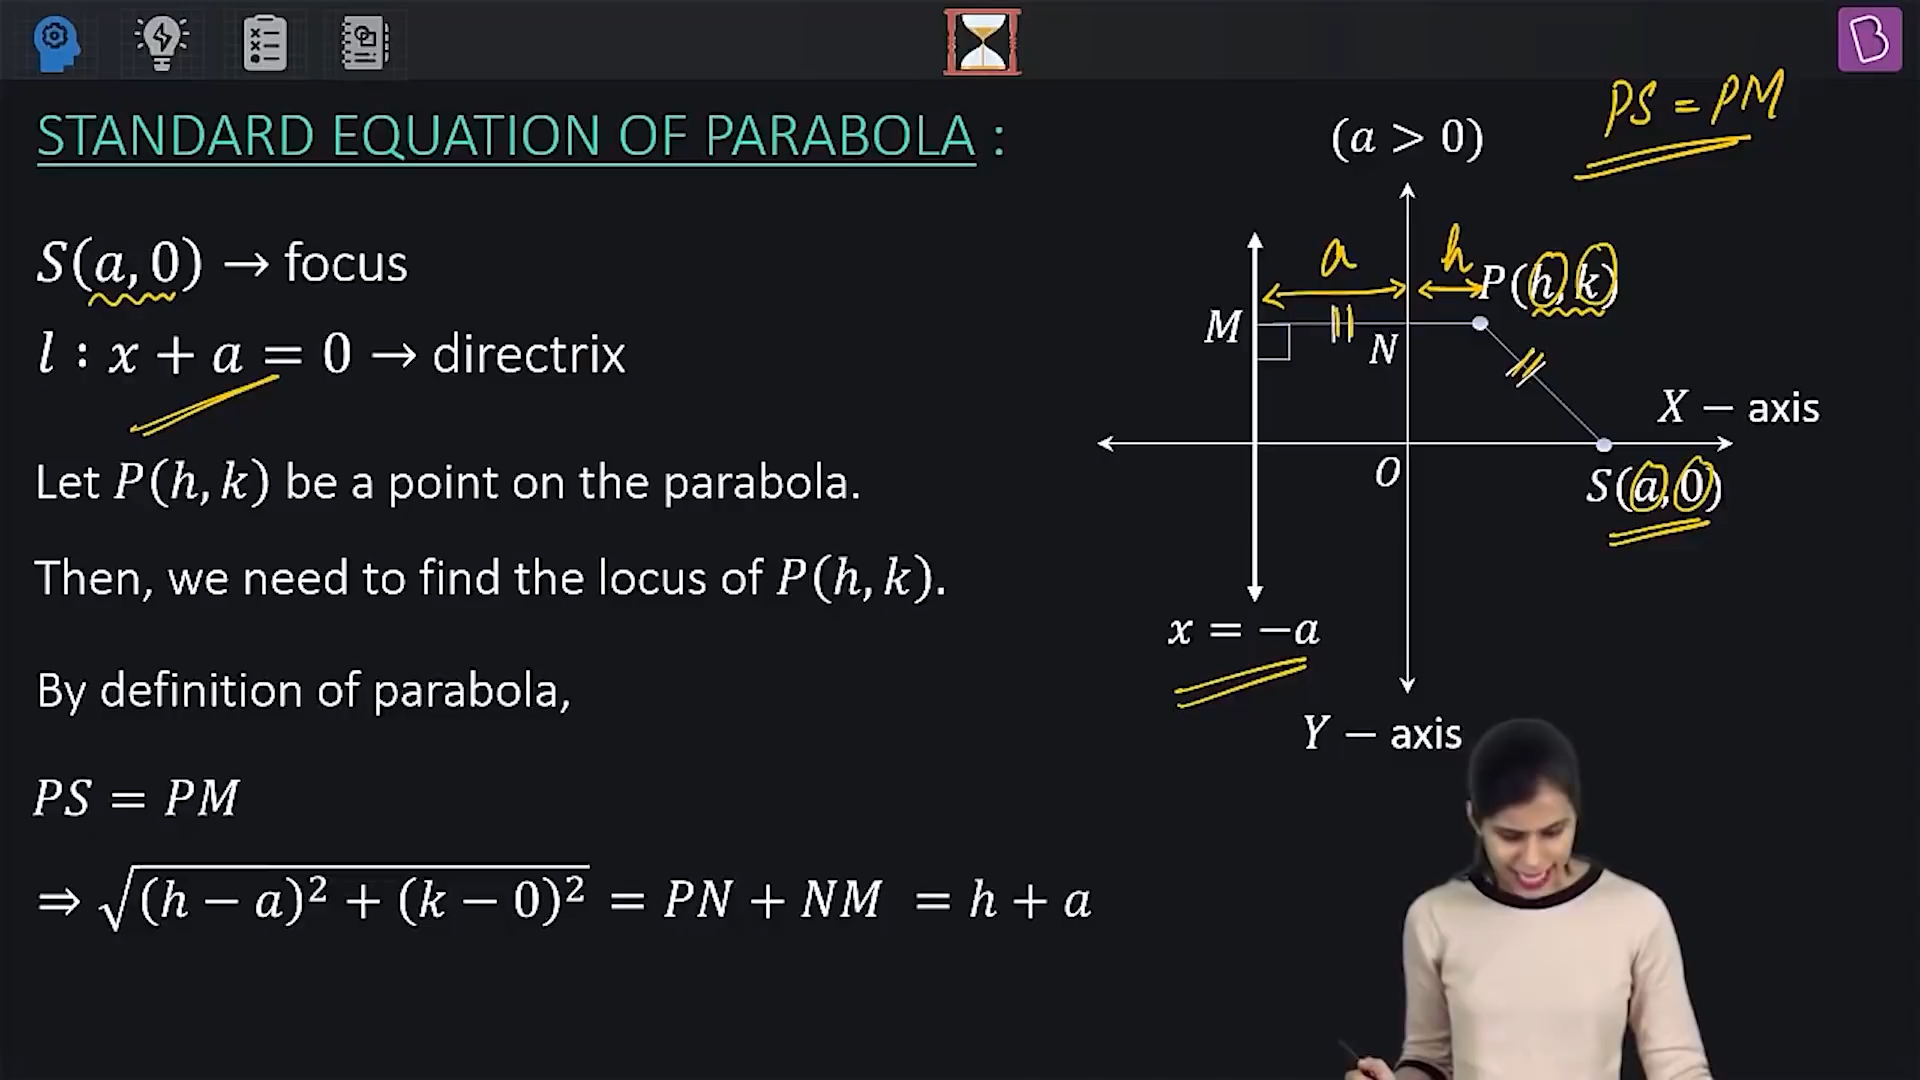 STANDARD EQUATION OF PARABOLA :
PS = PM
(a > 0)
S(a, 0) → focus
a
h
P(h, k)
l : x + a = 0 → directrix
M
N
X − axis
O
S(a, 0)
Let P(h, k) be a point on the parabola.
Then, we need to find the locus of P(h, k).
x = −a
By definition of parabola,
Y − axis
PS = PM
⇒ √(h − a)² + (k − 0)² = PN + NM = h + a
B